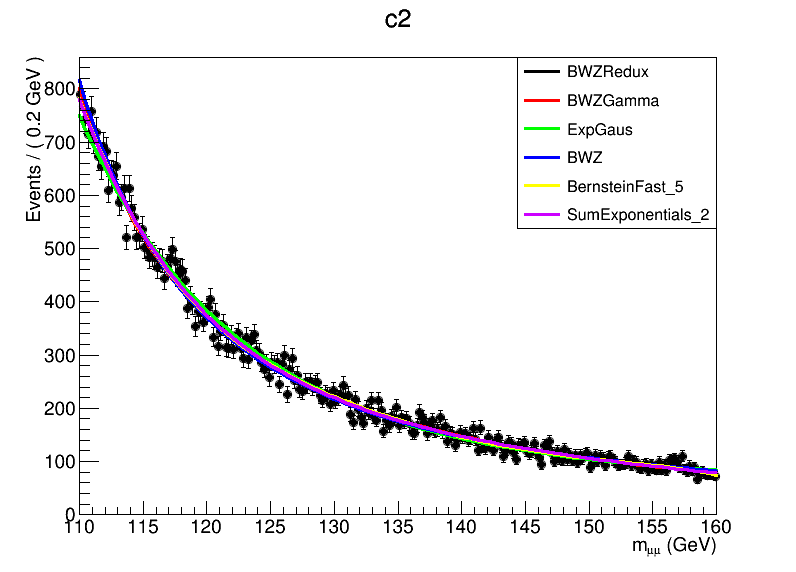 c2
Events / ( 0.2 GeV )
800
700
600
500
400
300
200
100
0
BWZRedux
BWZGamma
ExpGaus
BWZ
BernsteinFast_5
SumExponentials_2
110 115 120 125 130 135 140 145 150 155 160
mμμ (GeV)